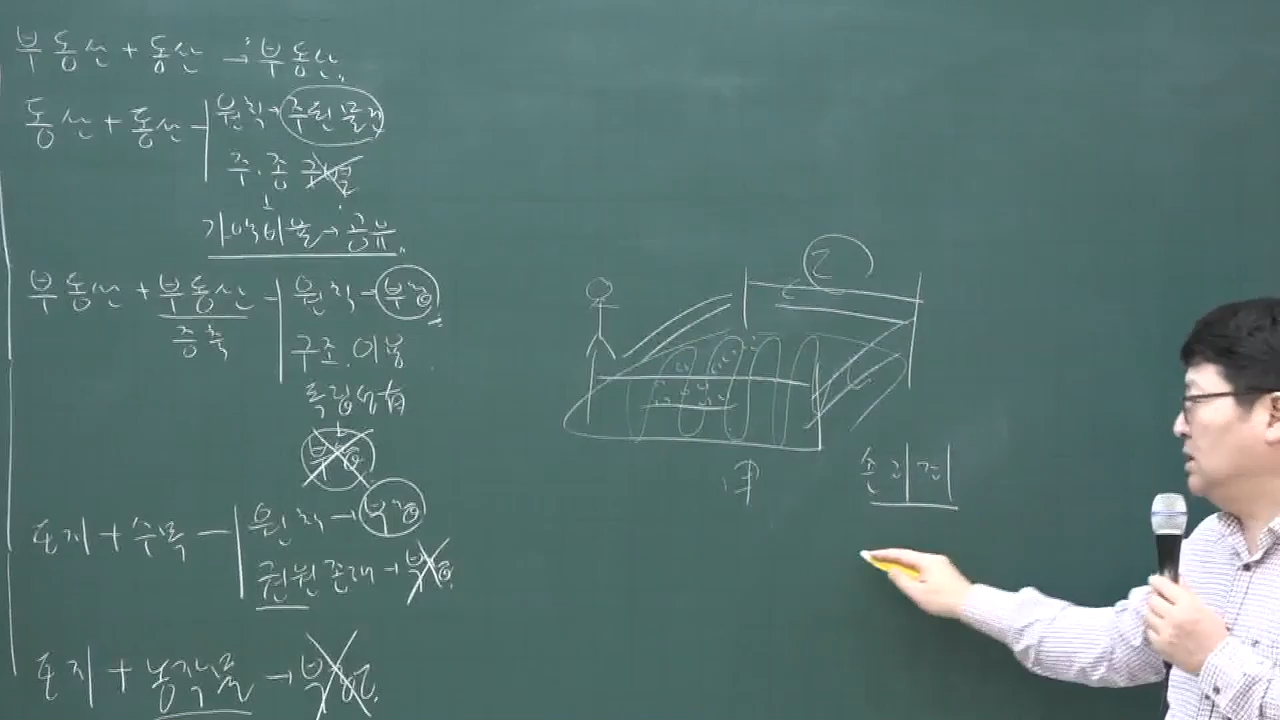 부동산 + 동산 → 부동산
동산 + 동산 원칙 → 주된 물건
주·종 구별
가액비율 → 공유
부동산 + 부동산 원칙 → 부합
증축
구조·이용
독립성 有
부합
토지 + 수목 원칙 → 부합
권원 존재 → 부합
토지 + 농작물 → 부합
乙
甲